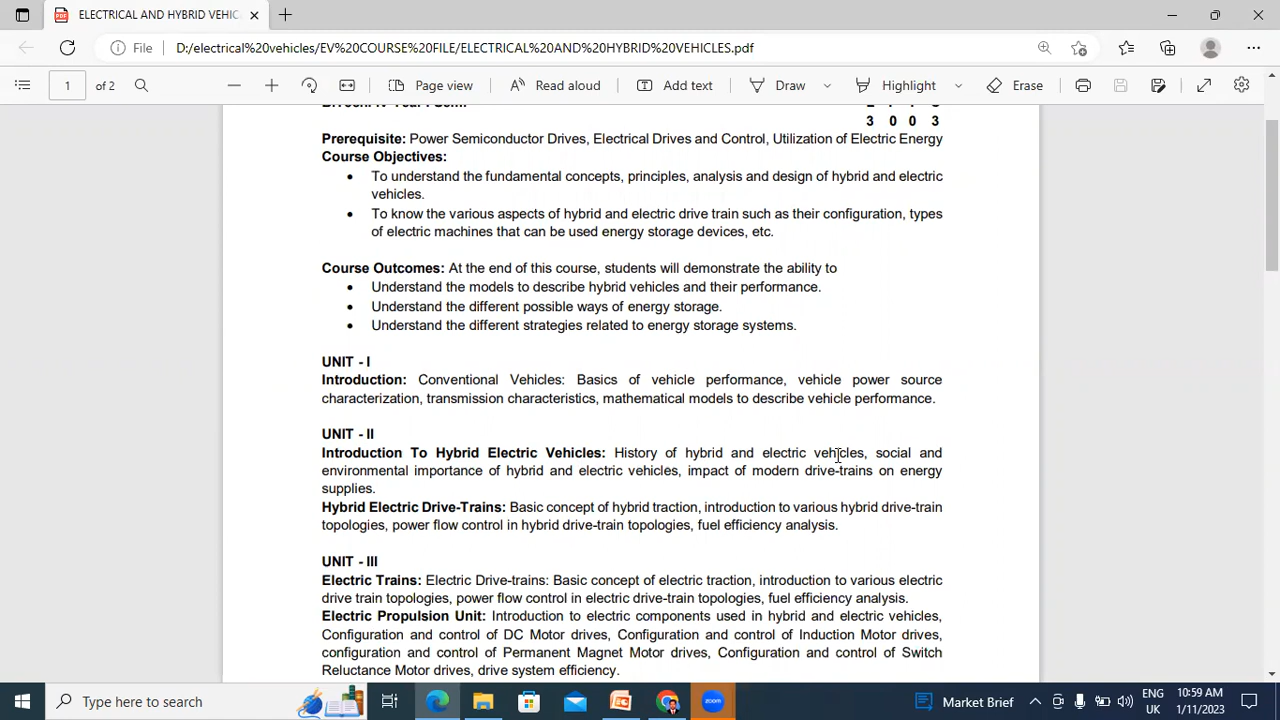 ELECTRICAL AND HYBRID VEHIC
File
D:/electrical%20vehicles/EV%20COURSE%20FILE/ELECTRICAL%20AND%20HYBRID%20VEHICLES.pdf
1 of 2
Page view
Read aloud
Add text
Draw
Highlight
Erase
3 0 0 3
Prerequisite: Power Semiconductor Drives, Electrical Drives and Control, Utilization of Electric Energy
Course Objectives:
• To understand the fundamental concepts, principles, analysis and design of hybrid and electric
vehicles.
• To know the various aspects of hybrid and electric drive train such as their configuration, types
of electric machines that can be used energy storage devices, etc.
Course Outcomes: At the end of this course, students will demonstrate the ability to
• Understand the models to describe hybrid vehicles and their performance.
• Understand the different possible ways of energy storage.
• Understand the different strategies related to energy storage systems.
UNIT - I
Introduction: Conventional Vehicles: Basics of vehicle performance, vehicle power source
characterization, transmission characteristics, mathematical models to describe vehicle performance.
UNIT - II
Introduction To Hybrid Electric Vehicles: History of hybrid and electric vehicles, social and
environmental importance of hybrid and electric vehicles, impact of modern drive-trains on energy
supplies.
Hybrid Electric Drive-Trains: Basic concept of hybrid traction, introduction to various hybrid drive-train
topologies, power flow control in hybrid drive-train topologies, fuel efficiency analysis.
UNIT - III
Electric Trains: Electric Drive-trains: Basic concept of electric traction, introduction to various electric
drive train topologies, power flow control in electric drive-train topologies, fuel efficiency analysis.
Electric Propulsion Unit: Introduction to electric components used in hybrid and electric vehicles,
Configuration and control of DC Motor drives, Configuration and control of Induction Motor drives,
configuration and control of Permanent Magnet Motor drives, Configuration and control of Switch
Reluctance Motor drives, drive system efficiency.
Type here to search
zoom
Market Brief
ENG
UK
10:59 AM
1/11/2023